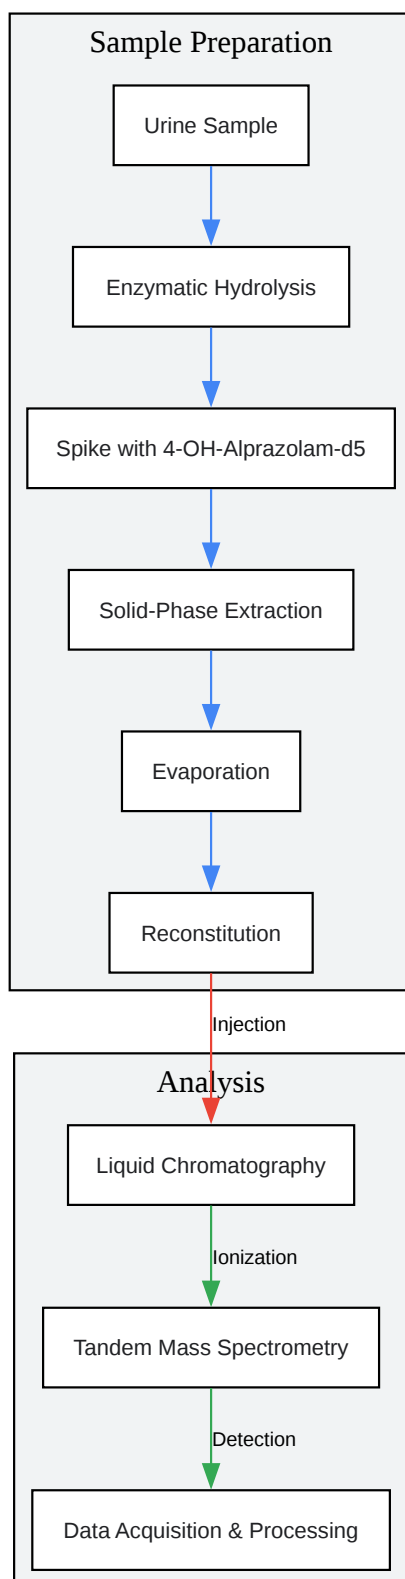 Sample Preparation
Urine Sample
Enzymatic Hydrolysis
Spike with 4-OH-Alprazolam-d5
Solid-Phase Extraction
Evaporation
Reconstitution
Injection
Analysis
Liquid Chromatography
Ionization
Tandem Mass Spectrometry
Detection
Data Acquisition & Processing